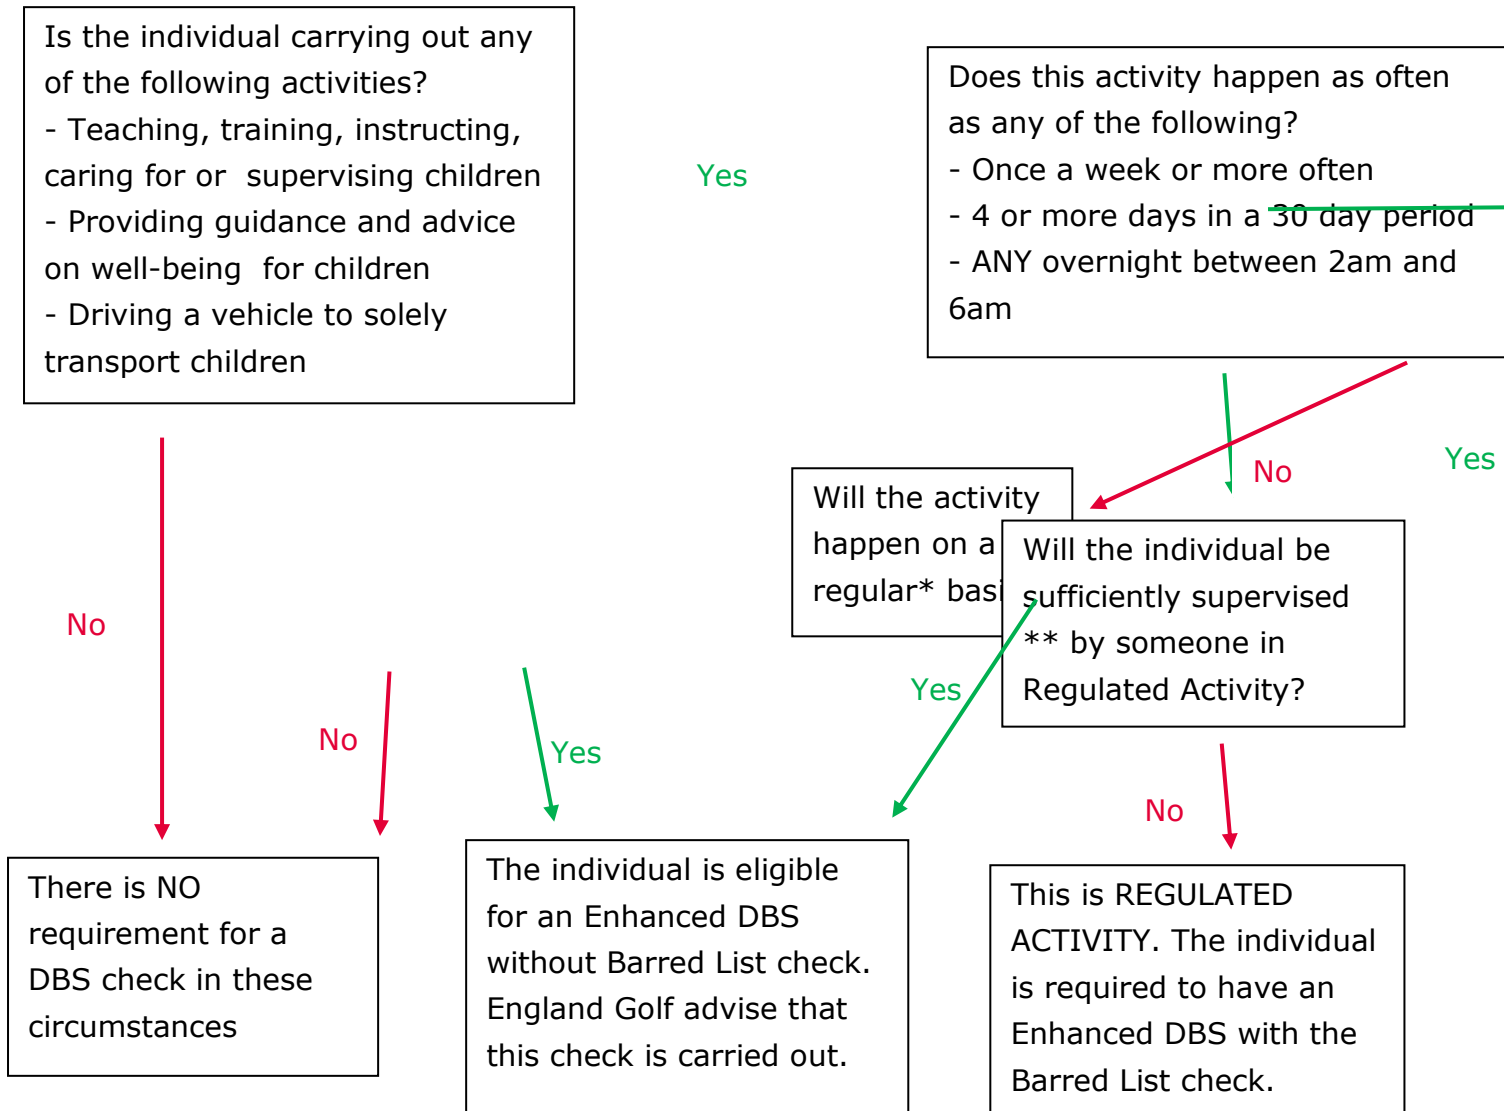 Is the individual carrying out any
of the following activities?
- Teaching, training, instructing,
caring for or  supervising children
- Providing guidance and advice
on well-being  for children
- Driving a vehicle to solely
transport children
Yes
Does this activity happen as often
as any of the following?
- Once a week or more often
- 4 or more days in a 30 day period
- ANY overnight between 2am and
6am
No
Yes
Will the activity
happen on a
regular* basi
Will the individual be
sufficiently supervised
** by someone in
Regulated Activity?
No
Yes
No
Yes
No
There is NO
requirement for a
DBS check in these
circumstances
The individual is eligible
for an Enhanced DBS
without Barred List check.
England Golf advise that
this check is carried out.
This is REGULATED
ACTIVITY. The individual
is required to have an
Enhanced DBS with the
Barred List check.